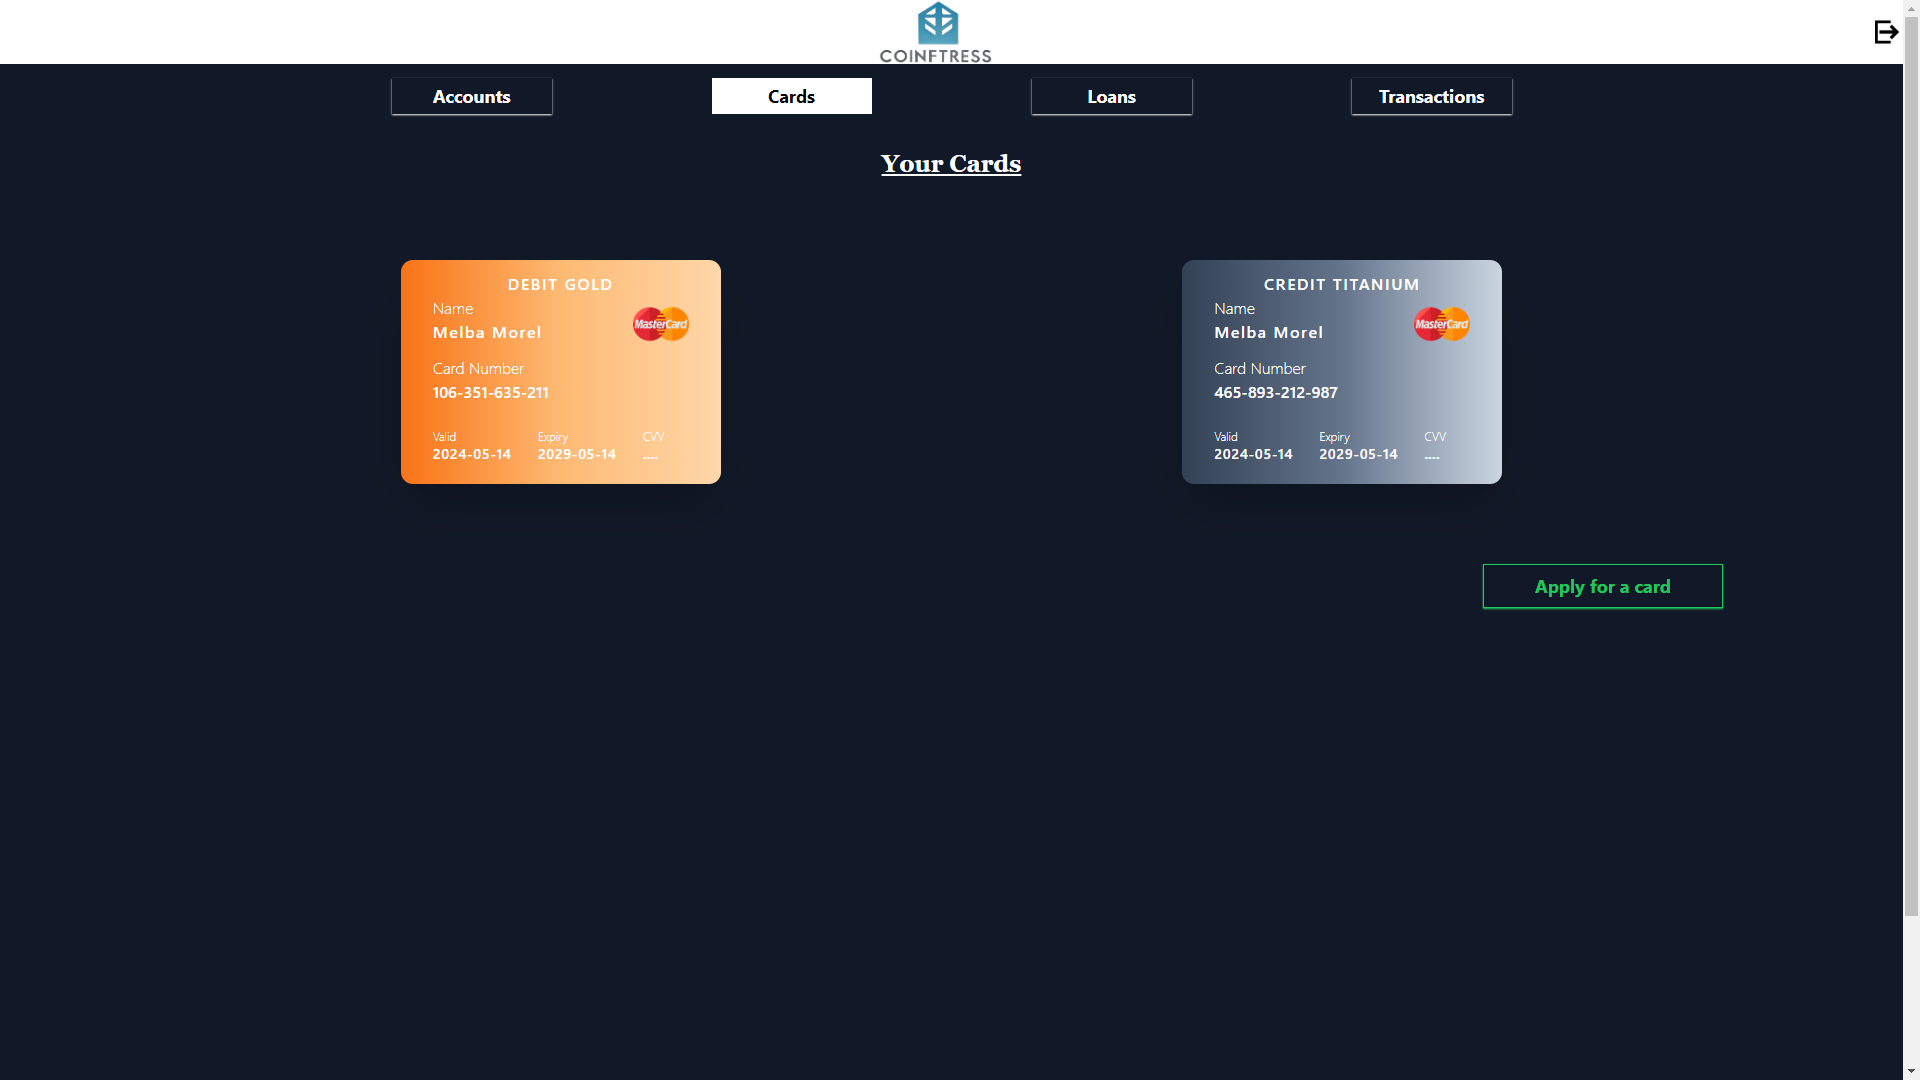 COINFTRESS
Accounts
Cards
Loans
Transactions
Your Cards
DEBIT GOLD
Name
Melba Morel
MasterCard
Card Number
106-351-635-211
Valid Expiry CVV
2024-05-14 2029-05-14 ....
CREDIT TITANIUM
Name
Melba Morel
MasterCard
Card Number
465-893-212-987
Valid Expiry CVV
2024-05-14 2029-05-14 ....
Apply for a card